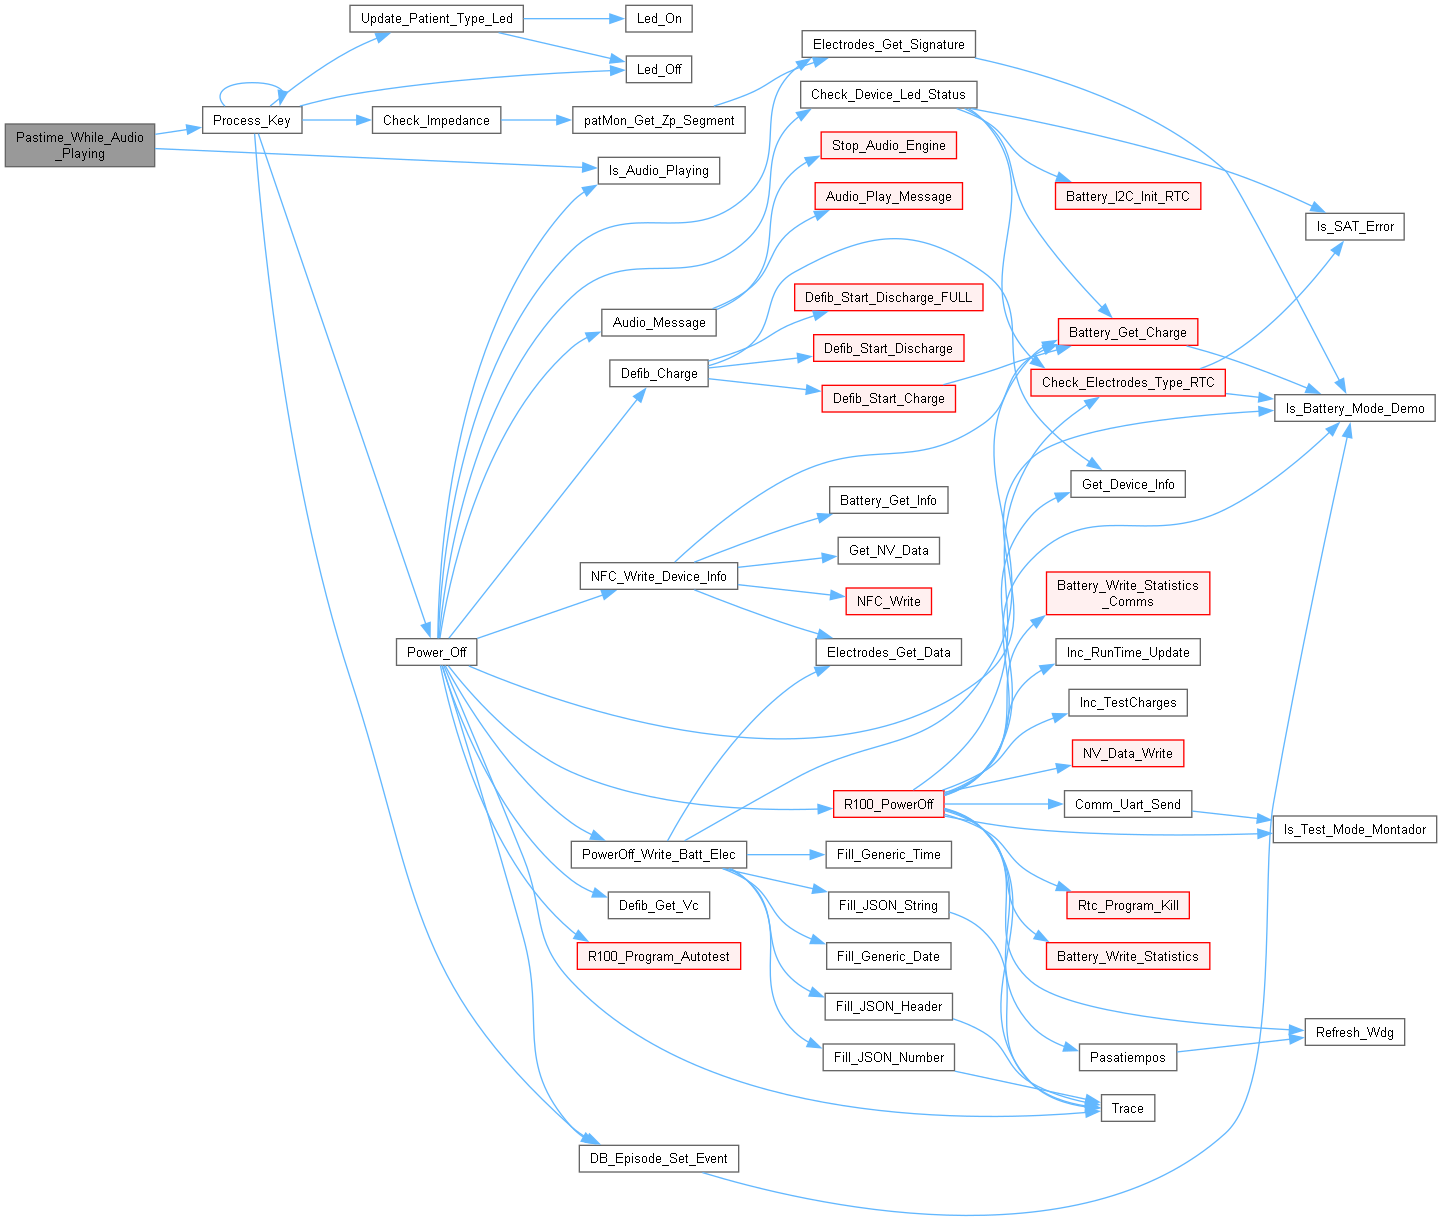 Update_Patient_Type_Led
Led_On
Led_Off
Electrodes_Get_Signature
Check_Device_Led_Status
Process_Key
Check_Impedance
patMon_Get_Zp_Segment
Pastime_While_Audio
_Playing
Is_Audio_Playing
Stop_Audio_Engine
Audio_Play_Message
Battery_I2C_Init_RTC
Is_SAT_Error
Defib_Start_Discharge_FULL
Audio_Message
Battery_Get_Charge
Defib_Start_Discharge
Defib_Charge
Check_Electrodes_Type_RTC
Defib_Start_Charge
Is_Battery_Mode_Demo
Get_Device_Info
Battery_Get_Info
Get_NV_Data
NFC_Write_Device_Info
NFC_Write
Battery_Write_Statistics
_Comms
Power_Off
Electrodes_Get_Data
Inc_RunTime_Update
Inc_TestCharges
NV_Data_Write
R100_PowerOff
Comm_Uart_Send
Is_Test_Mode_Montador
PowerOff_Write_Batt_Elec
Fill_Generic_Time
Defib_Get_Vc
Fill_JSON_String
Rtc_Program_Kill
R100_Program_Autotest
Fill_Generic_Date
Battery_Write_Statistics
Fill_JSON_Header
Refresh_Wdg
Fill_JSON_Number
Pasatiempos
Trace
DB_Episode_Set_Event